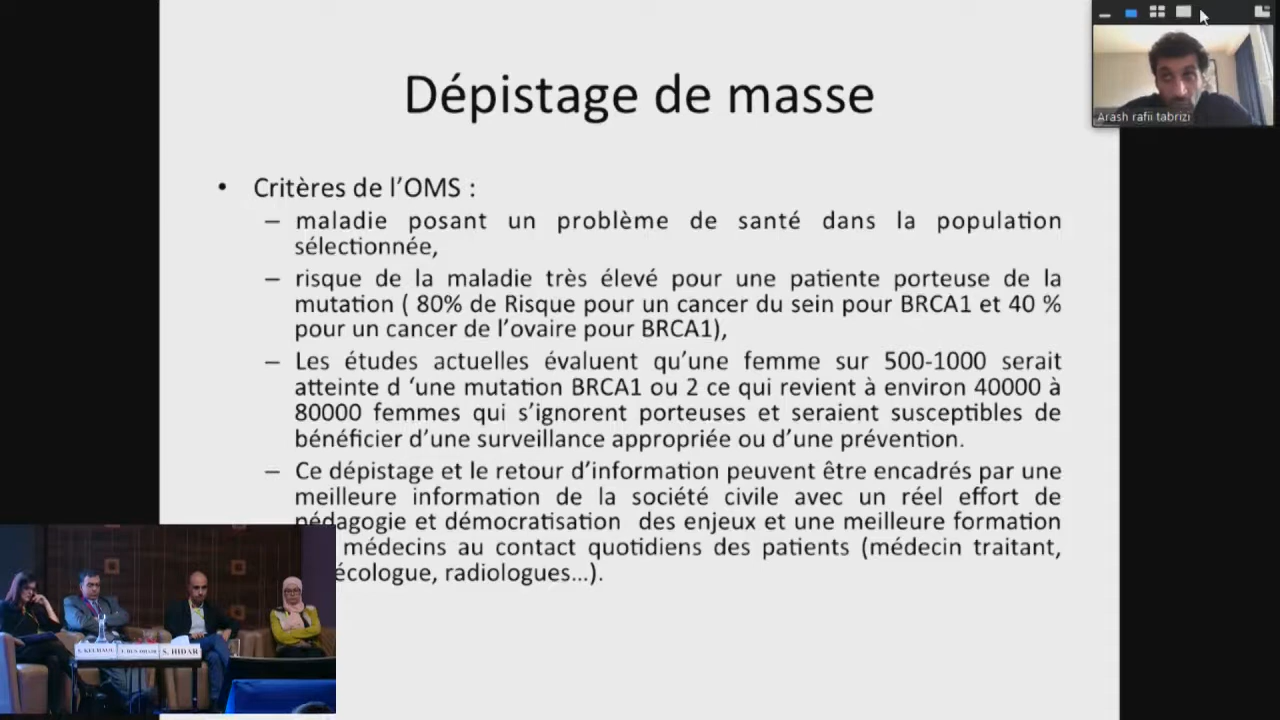 Dépistage de masse
Arash rafii tabrizi
• Critères de l’OMS :
– maladie posant un problème de santé dans la population
sélectionnée,
– risque de la maladie très élevé pour une patiente porteuse de la
mutation ( 80% de Risque pour un cancer du sein pour BRCA1 et 40 %
pour un cancer de l’ovaire pour BRCA1),
– Les études actuelles évaluent qu’une femme sur 500-1000 serait
atteinte d ‘une mutation BRCA1 ou 2 ce qui revient à environ 40000 à
80000 femmes qui s’ignorent porteuses et seraient susceptibles de
bénéficier d’une surveillance appropriée ou d’une prévention.
– Ce dépistage et le retour d’information peuvent être encadrés par une
meilleure information de la société civile avec un réel effort de
pédagogie et démocratisation des enjeux et une meilleure formation
médecins au contact quotidiens des patients (médecin traitant,
écologue, radiologues...).
S. HIDAR